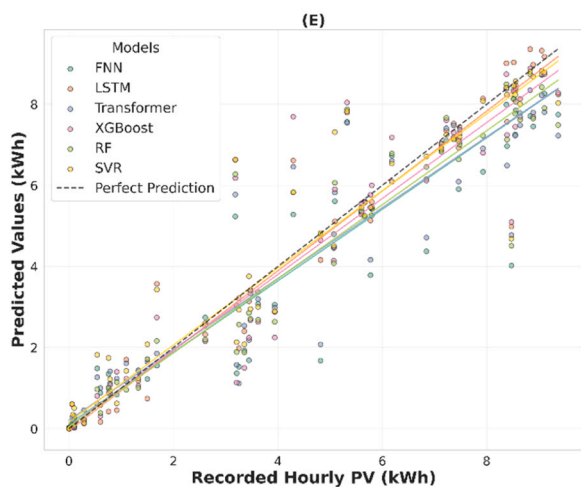 (E)
Models
FNN
LSTM
Transformer
XGBoost
RF
SVR
Perfect Prediction
Predicted Values (kWh)
8
6
4
2
0
0 2 4 6 8
Recorded Hourly PV (kWh)